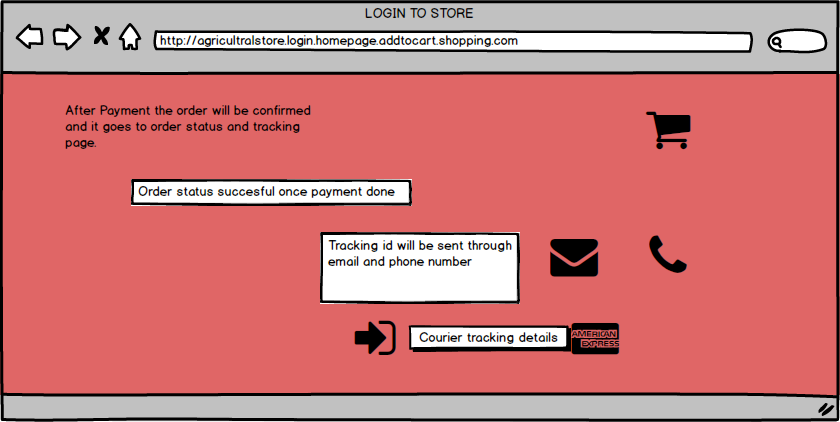 LOGIN TO STORE
http://agricultralstore.login.homepage.addtocart.shopping.com
After Payment the order will be confirmed
and it goes to order status and tracking
page.
Order status succesful once payment done
Tracking id will be sent through
email and phone number
Courier tracking details
AMERICAN
EXPRESS